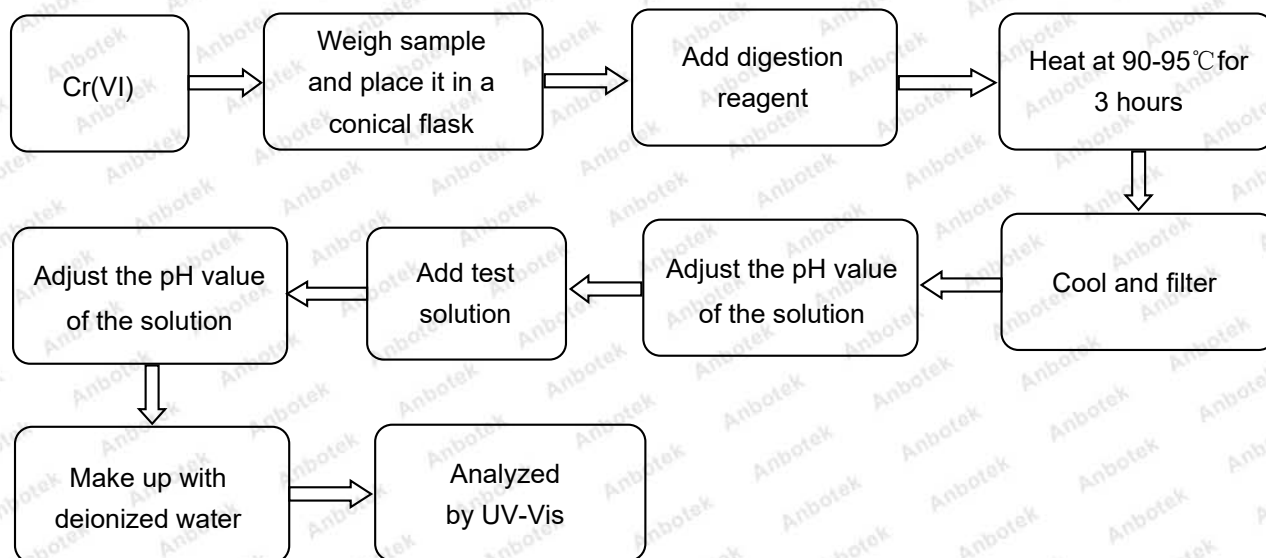 Cr(VI)
Weigh sample
and place it in a
conical flask
Add digestion
reagent
Heat at 90-95℃for
3 hours
Cool and filter
Adjust the pH value
of the solution
Add test
solution
Adjust the pH value
of the solution
Make up with
deionized water
Analyzed
by UV-Vis
Anbotek